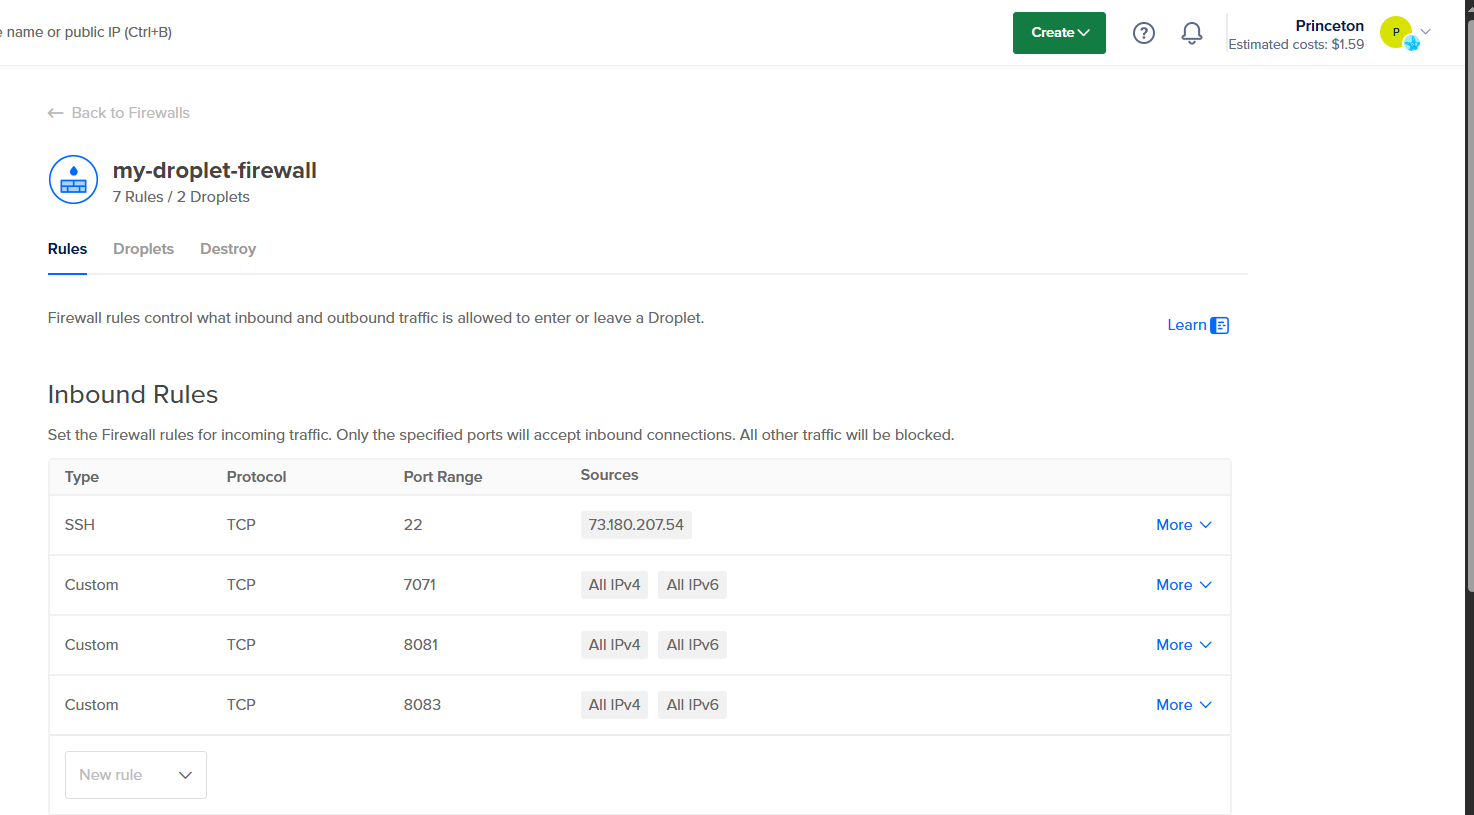 name or public IP (Ctrl+B)
Create
?
Princeton
Estimated costs: $1.59
P
← Back to Firewalls
my-droplet-firewall
7 Rules / 2 Droplets
Rules Droplets Destroy
Firewall rules control what inbound and outbound traffic is allowed to enter or leave a Droplet.
Learn
Inbound Rules
Set the Firewall rules for incoming traffic. Only the specified ports will accept inbound connections. All other traffic will be blocked.
Type Protocol Port Range Sources
SSH TCP 22 73.180.207.54 More
Custom TCP 7071 All IPv4 All IPv6 More
Custom TCP 8081 All IPv4 All IPv6 More
Custom TCP 8083 All IPv4 All IPv6 More
New rule